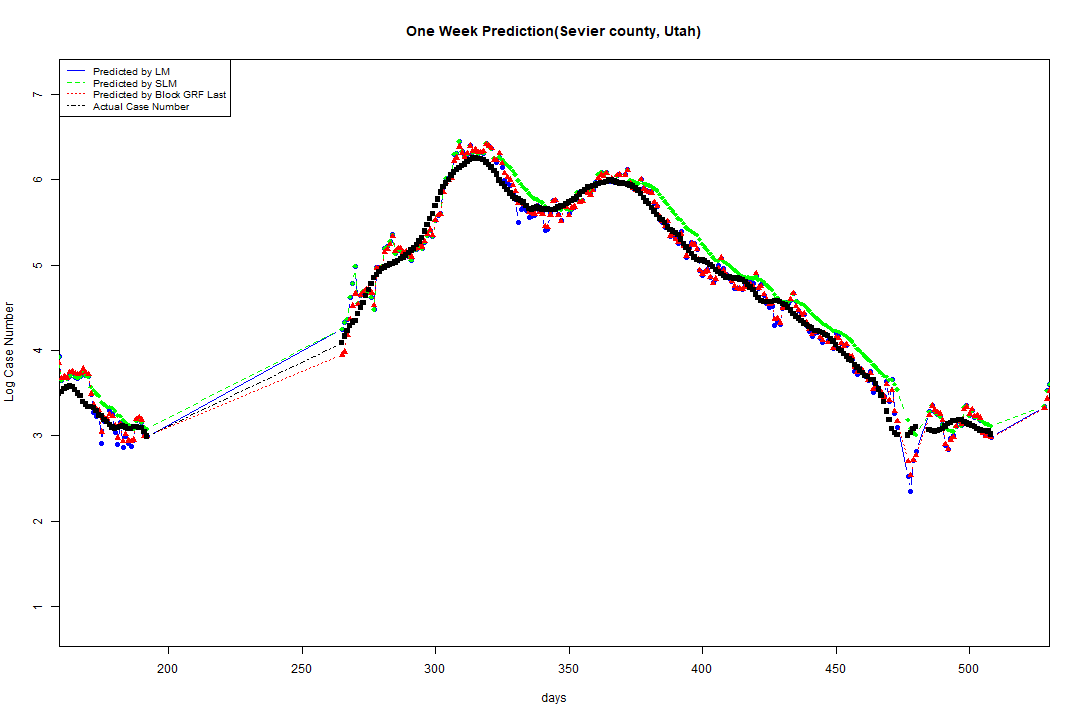 One Week Prediction(Sevier county, Utah)
Predicted by LM
Predicted by SLM
Predicted by Block GRF Last
Actual Case Number
7
6
5
4
3
2
1
Log Case Number
200 250 300 350 400 450 500
days